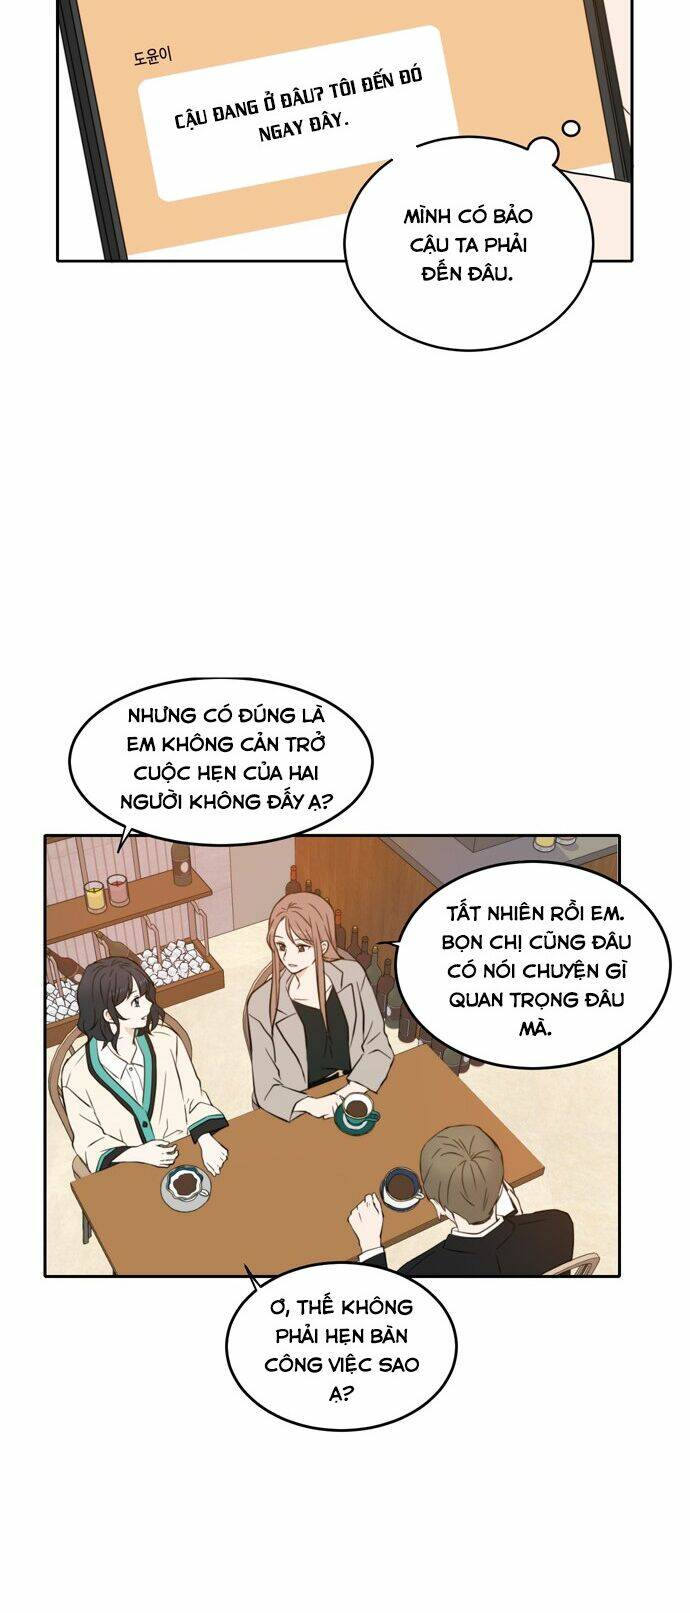 도윤이
CẬU ĐANG Ở ĐÂU? TÔI ĐẾN ĐÓ
NGAY ĐÂY.
MÌNH CÓ BẢO
CẬU TA PHẢI
ĐẾN ĐÂU.
NHƯNG CÓ ĐÚNG LÀ
EM KHÔNG CẢN TRỞ
CUỘC HẸN CỦA HAI
NGƯỜI KHÔNG ĐẤY Ạ?
TẤT NHIÊN RỒI EM.
BỌN CHỊ CŨNG ĐÂU
CÓ NÓI CHUYỆN GÌ
QUAN TRỌNG ĐÂU
MÀ.
Ơ, THẾ KHÔNG
PHẢI HẸN BÀN
CÔNG VIỆC SAO
Ạ?